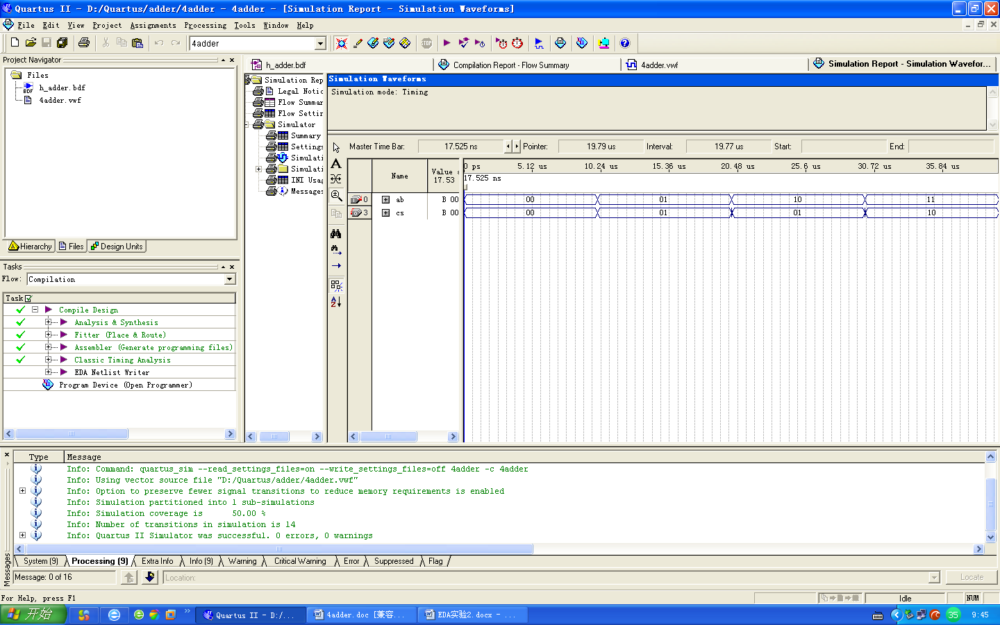 Quartus II - D:/Quartus/adder/4adder - 4adder - [Simulation Report - Simulation Waveforms]
File Edit View Project Assignments Processing Tools Window Help
4adder
Project Navigator
Files
h_adder.bdf
4adder.vwf
Hierarchy Files Design Units
Tasks
Flow: Compilation
Task
Compile Design
Analysis & Synthesis
Fitter (Place & Route)
Assembler (Generate programming files)
Classic Timing Analysis
EDA Netlist Writer
Program Device (Open Programmer)
h_adder.bdf
Compilation Report - Flow Summary
4adder.vwf
Simulation Report - Simulation Wavefor...
Simulation Rep
Legal Notic
Flow Summar
Flow Settir
Simulator
Summary
Settings
Simulati
Simulati
INI Usag
Messages
Simulation Waveforms
Simulation mode: Timing
Master Time Bar: 17.525 ns Pointer: 19.79 us Interval: 19.77 us Start: End:
Name
Value
17.53
0 ps 5.12 us 10.24 us 15.36 us 20.48 us 25.6 us 30.72 us 35.84 us
17.525 ns
0 ab B 00 00 01 10 11
3 cs B 00 00 01 01 10
Type Message
Info: Command: quartus_sim --read_settings_files=on --write_settings_files=off 4adder -c 4adder
Info: Using vector source file "D:/Quartus/adder/4adder.vwf"
Info: Option to preserve fewer signal transitions to reduce memory requirements is enabled
Info: Simulation partitioned into 1 sub-simulations
Info: Simulation coverage is 50.00 %
Info: Number of transitions in simulation is 14
Info: Quartus II Simulator was successful. 0 errors, 0 warnings
System (9) Processing (9) Extra Info Info (9) Warning Critical Warning Error Suppressed Flag
Messages
Message: 0 of 16
Location:
Locate
For Help, press F1
Idle
NUM
开始
Quartus II - D:/...
4adder.doc [兼容...
EDA实验2.docx - ...
35
9:45